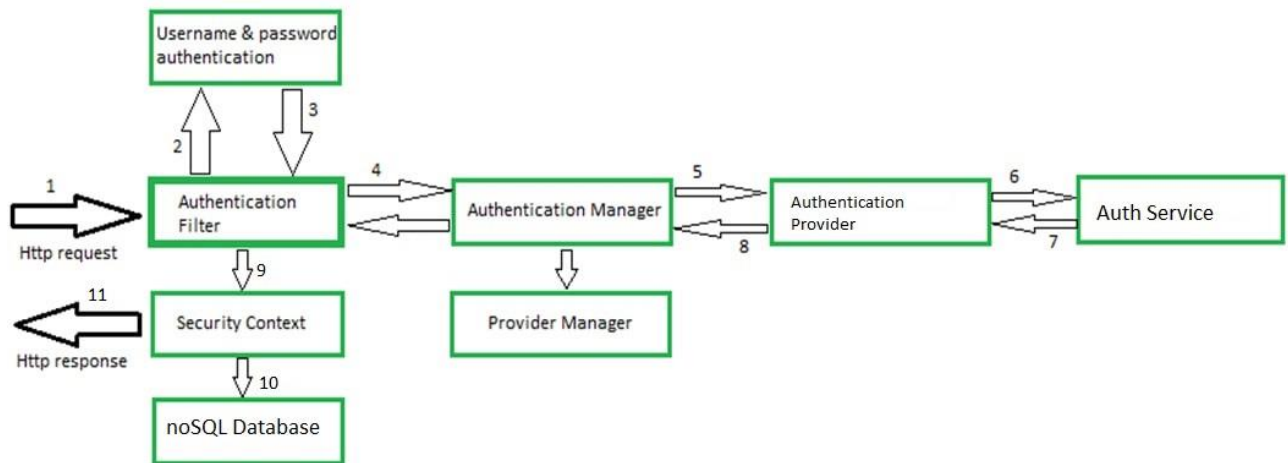 Username & password
authentication
2
3
1
Http request
Authentication
Filter
4
Authentication Manager
5
8
Authentication
Provider
6
7
Auth Service
9
11
Http response
Security Context
Provider Manager
10
noSQL Database